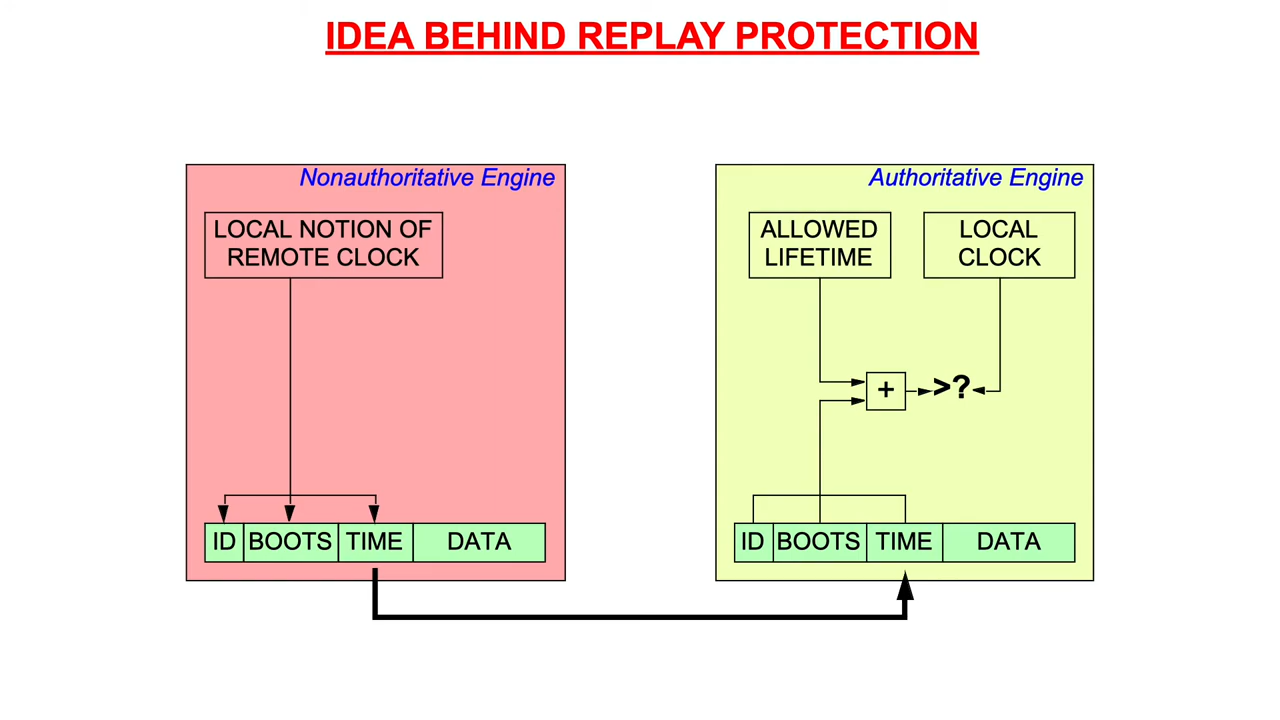 IDEA BEHIND REPLAY PROTECTION
Nonauthoritative Engine
LOCAL NOTION OF
REMOTE CLOCK
ID BOOTS TIME DATA
Authoritative Engine
ALLOWED
LIFETIME
LOCAL
CLOCK
+ >?
ID BOOTS TIME DATA